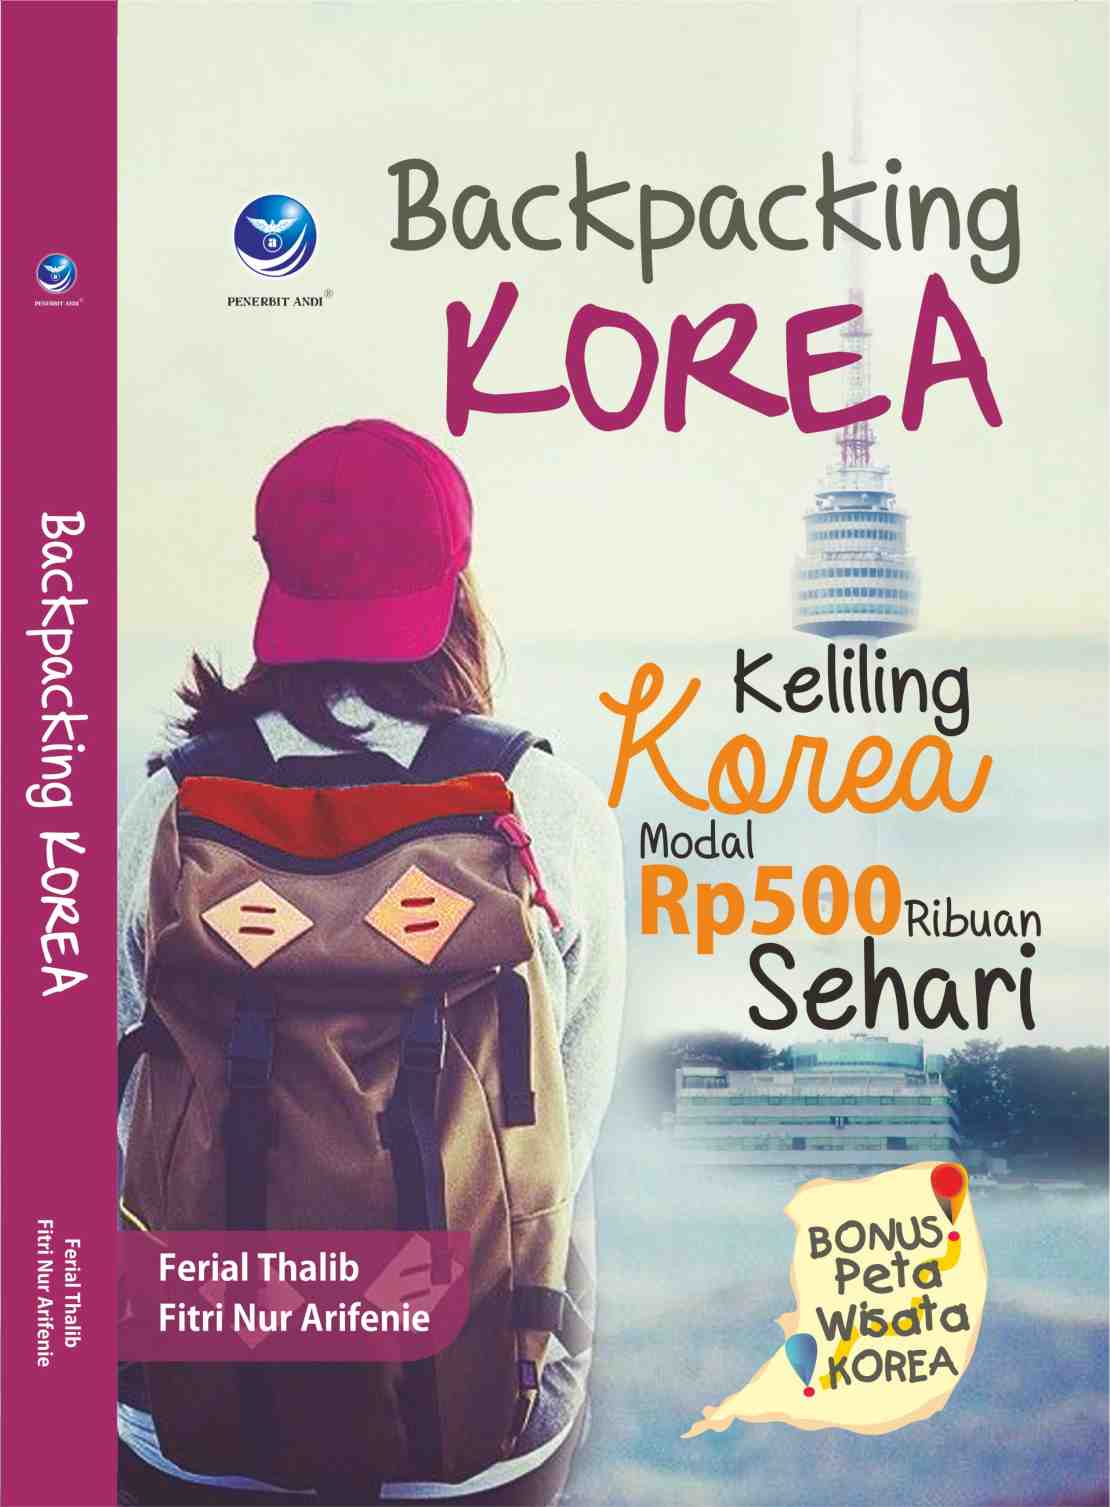 PENERBIT ANDI®
Backpacking KOREA
Ferial Thalib
Fitri Nur Arifenie
a
PENERBIT ANDI®
Backpacking
KOREA
Keliling
Korea
Modal
Rp500 Ribuan
Sehari
Ferial Thalib
Fitri Nur Arifenie
BONUS
Peta
Wisata
KOREA